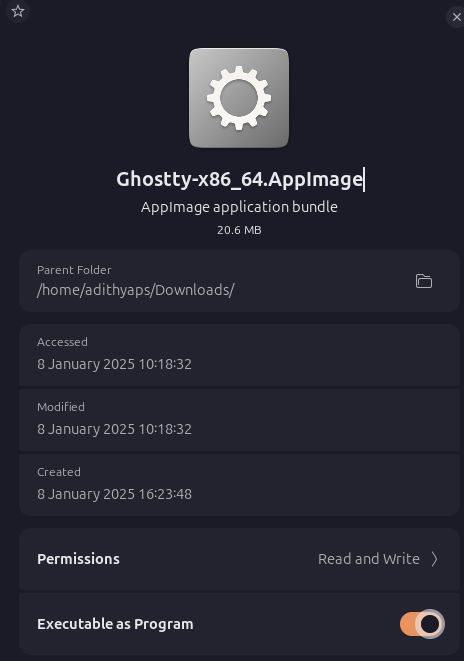 Ghostty-x86_64.AppImage
AppImage application bundle
20.6 MB
Parent Folder
/home/adithyaps/Downloads/
Accessed
8 January 2025 10:18:32
Modified
8 January 2025 10:18:32
Created
8 January 2025 16:23:48
Permissions
Read and Write
Executable as Program